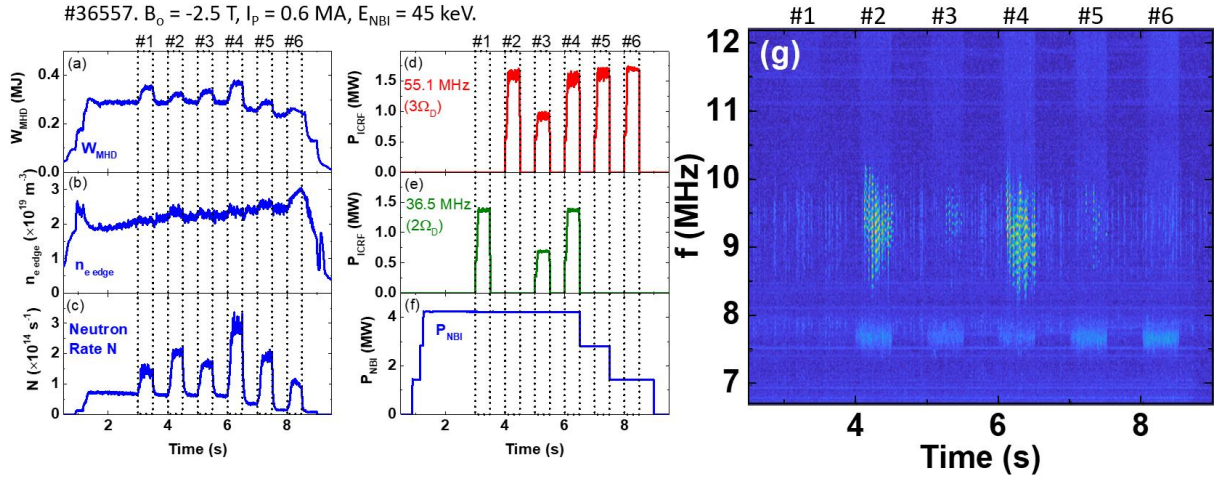 #36557. B₀ = -2.5 T, Iₚ = 0.6 MA, E_NBI = 45 keV.
#1 #2 #3 #4 #5 #6
(a)
W_MHD (MJ)
0.4
0.2
0.0
W_MHD
(b)
n_e edge (×10¹⁹ m⁻³)
3
2
1
0
n_e edge
(c)
Neutron
Rate N
N (×10¹⁴ s⁻¹)
3
2
1
0
2 4 6 8
Time (s)
#1 #2 #3 #4 #5 #6
(d)
55.1 MHz
(3Ω_D)
P_ICRF (MW)
1.5
1.0
0.5
0.0
(e)
36.5 MHz
(2Ω_D)
P_ICRF (MW)
1.5
1.0
0.5
0.0
(f)
P_NBI
P_NBI (MW)
4
2
0
2 4 6 8
Time (s)
#1 #2 #3 #4 #5 #6
(g)
f (MHz)
12
11
10
9
8
7
4 6 8
Time (s)